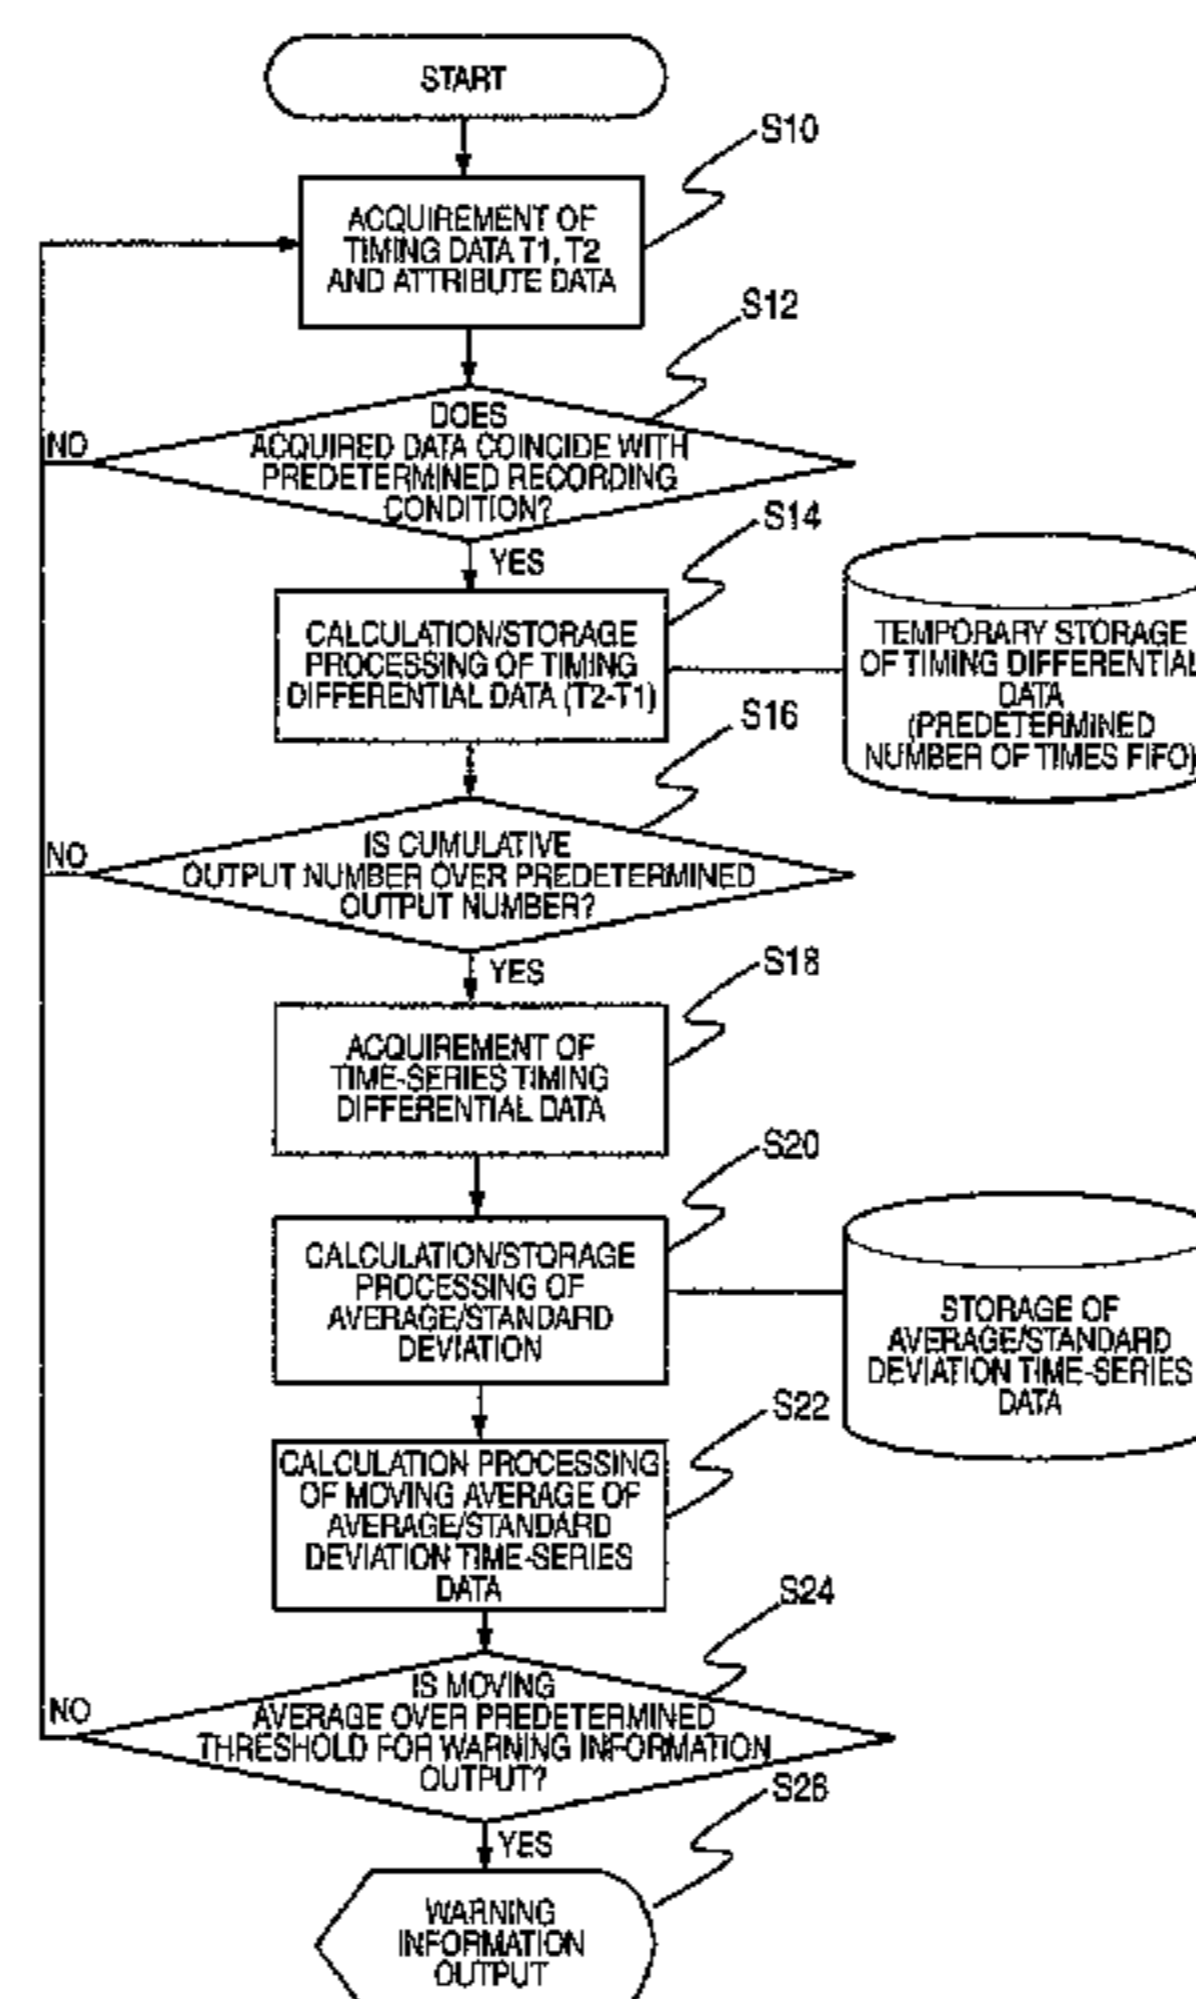 START
S10
ACQUIREMENT OF
TIMING DATA T1, T2
AND ATTRIBUTE DATA
S12
DOES
ACQUIRED DATA COINCIDE WITH
PREDETERMINED RECORDING
CONDITION?
NO
YES
S14
CALCULATION/STORAGE
PROCESSING OF TIMING
DIFFERENTIAL DATA (T2-T1)
TEMPORARY STORAGE
OF TIMING DIFFERENTIAL
DATA
(PREDETERMINED
NUMBER OF TIMES FIFO)
S16
IS CUMULATIVE
OUTPUT NUMBER OVER PREDETERMINED
OUTPUT NUMBER?
NO
YES
S18
ACQUIREMENT OF
TIME-SERIES TIMING
DIFFERENTIAL DATA
S20
CALCULATION/STORAGE
PROCESSING OF
AVERAGE/STANDARD
DEVIATION
STORAGE OF
AVERAGE/STANDARD
DEVIATION TIME-SERIES
DATA
S22
CALCULATION PROCESSING
OF MOVING AVERAGE OF
AVERAGE/STANDARD
DEVIATION TIME-SERIES
DATA
S24
IS MOVING
AVERAGE OVER PREDETERMINED
THRESHOLD FOR WARNING INFORMATION
OUTPUT?
NO
YES
S26
WARNING
INFORMATION
OUTPUT